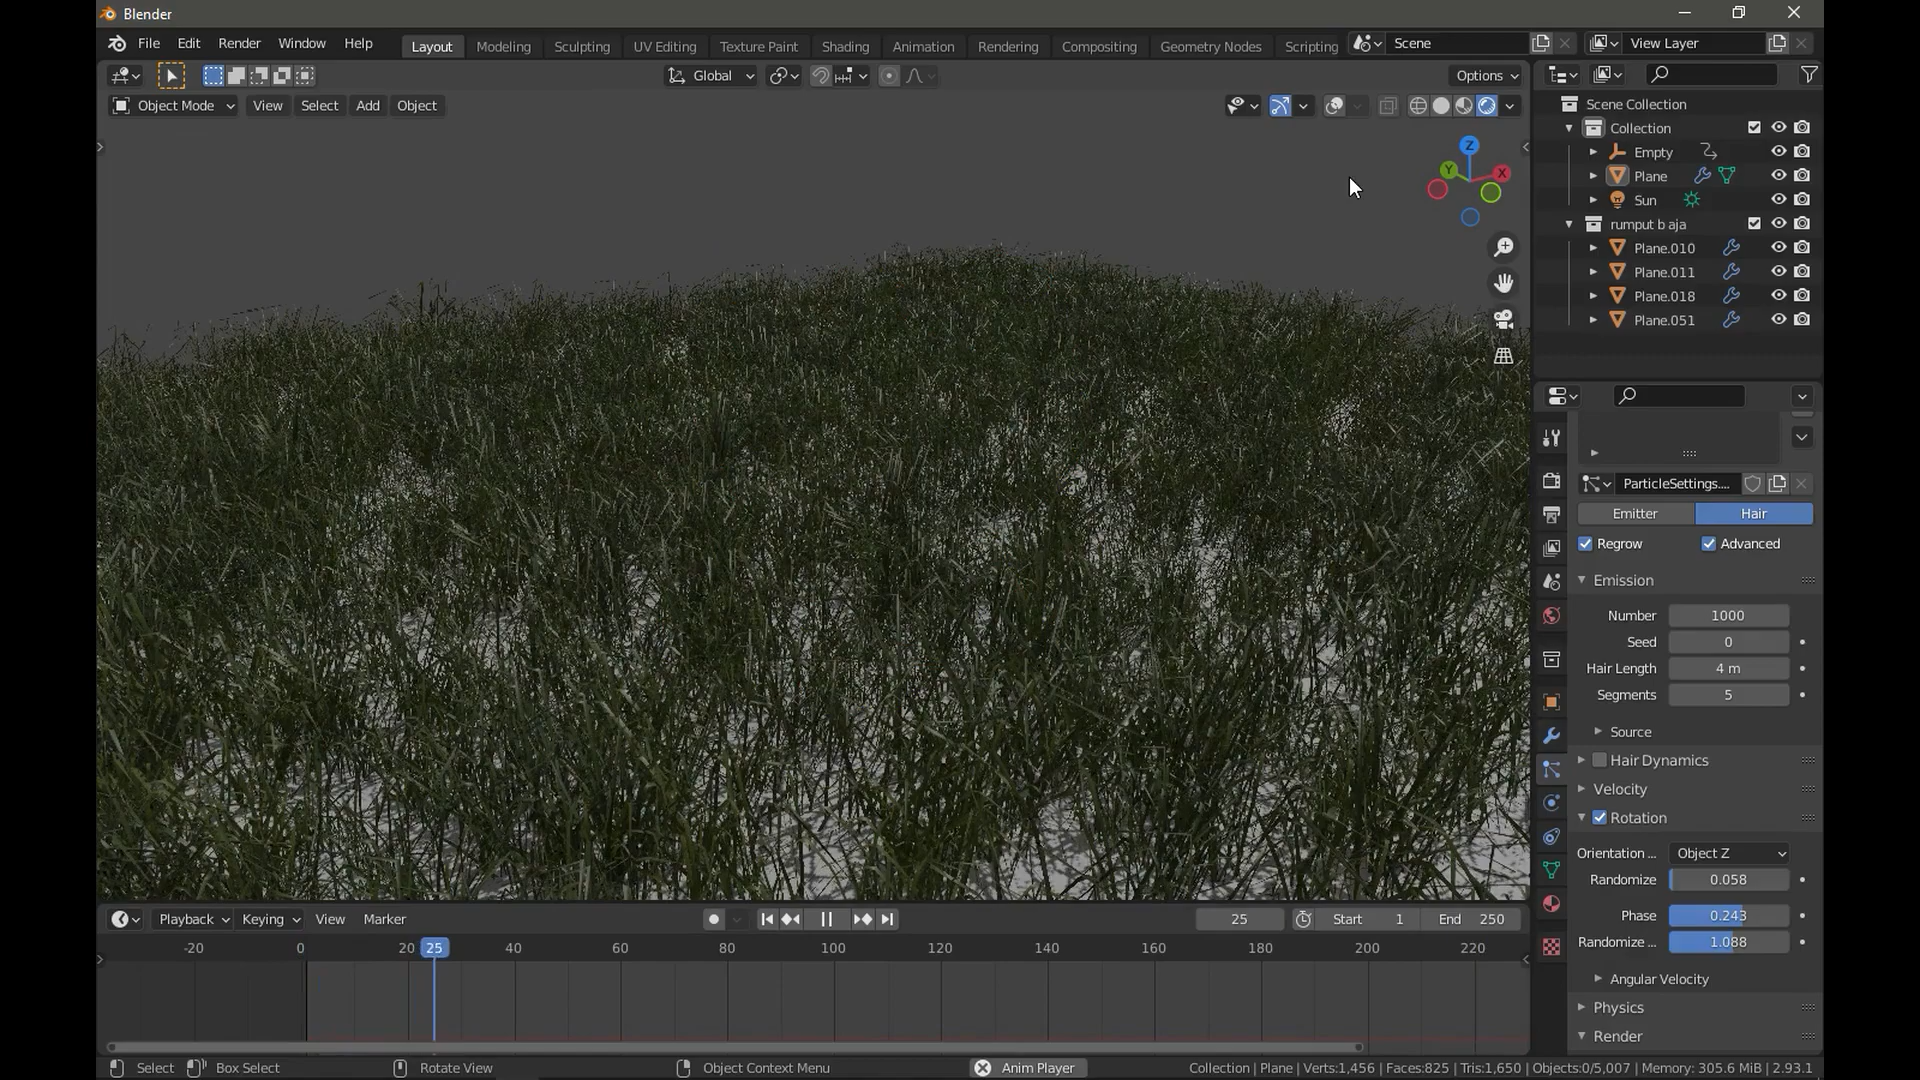 Blender
File Edit Render Window Help Layout Modeling Sculpting UV Editing Texture Paint Shading Animation Rendering Compositing Geometry Nodes Scripting Scene View Layer
Global Options
Object Mode View Select Add Object
Z
Y
X
Scene Collection
Collection
Empty
Plane
Sun
rumput b aja
Plane.010
Plane.011
Plane.018
Plane.051
ParticleSettings....
Emitter Hair
Regrow Advanced
Emission
Number 1000
Seed 0
Hair Length 4 m
Segments 5
Source
Hair Dynamics
Velocity
Rotation
Orientation ... Object Z
Randomize 0.058
Phase 0.243
Randomize ... 1.088
Angular Velocity
Physics
Render
Playback Keying View Marker 25 Start 1 End 250
-20 0 20 25 40 60 80 100 120 140 160 180 200 220
Select Box Select Rotate View Object Context Menu Anim Player Collection | Plane | Verts:1,456 | Faces:825 | Tris:1,650 | Objects:0/5,007 | Memory: 305.6 MiB | 2.93.1